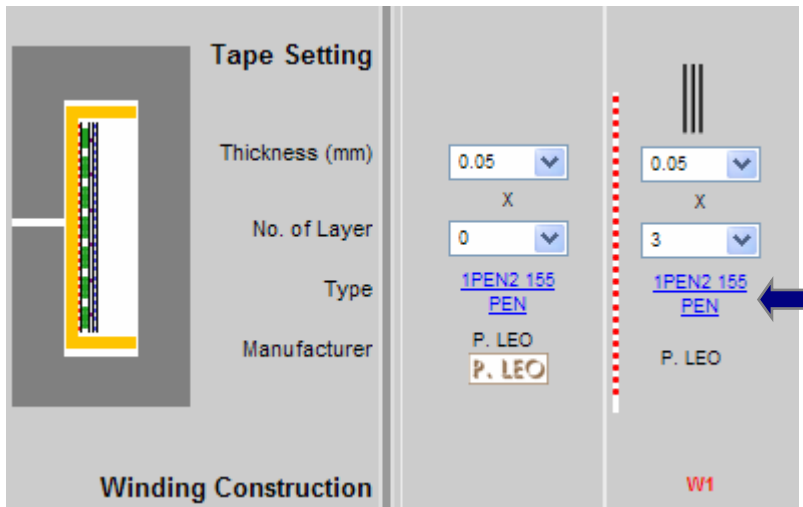 Tape Setting
Thickness (mm)
0.05
0.05
X
X
No. of Layer
0
3
Type
1PEN2 155
PEN
1PEN2 155
PEN
Manufacturer
P. LEO
P. LEO
P. LEO
Winding Construction
W1